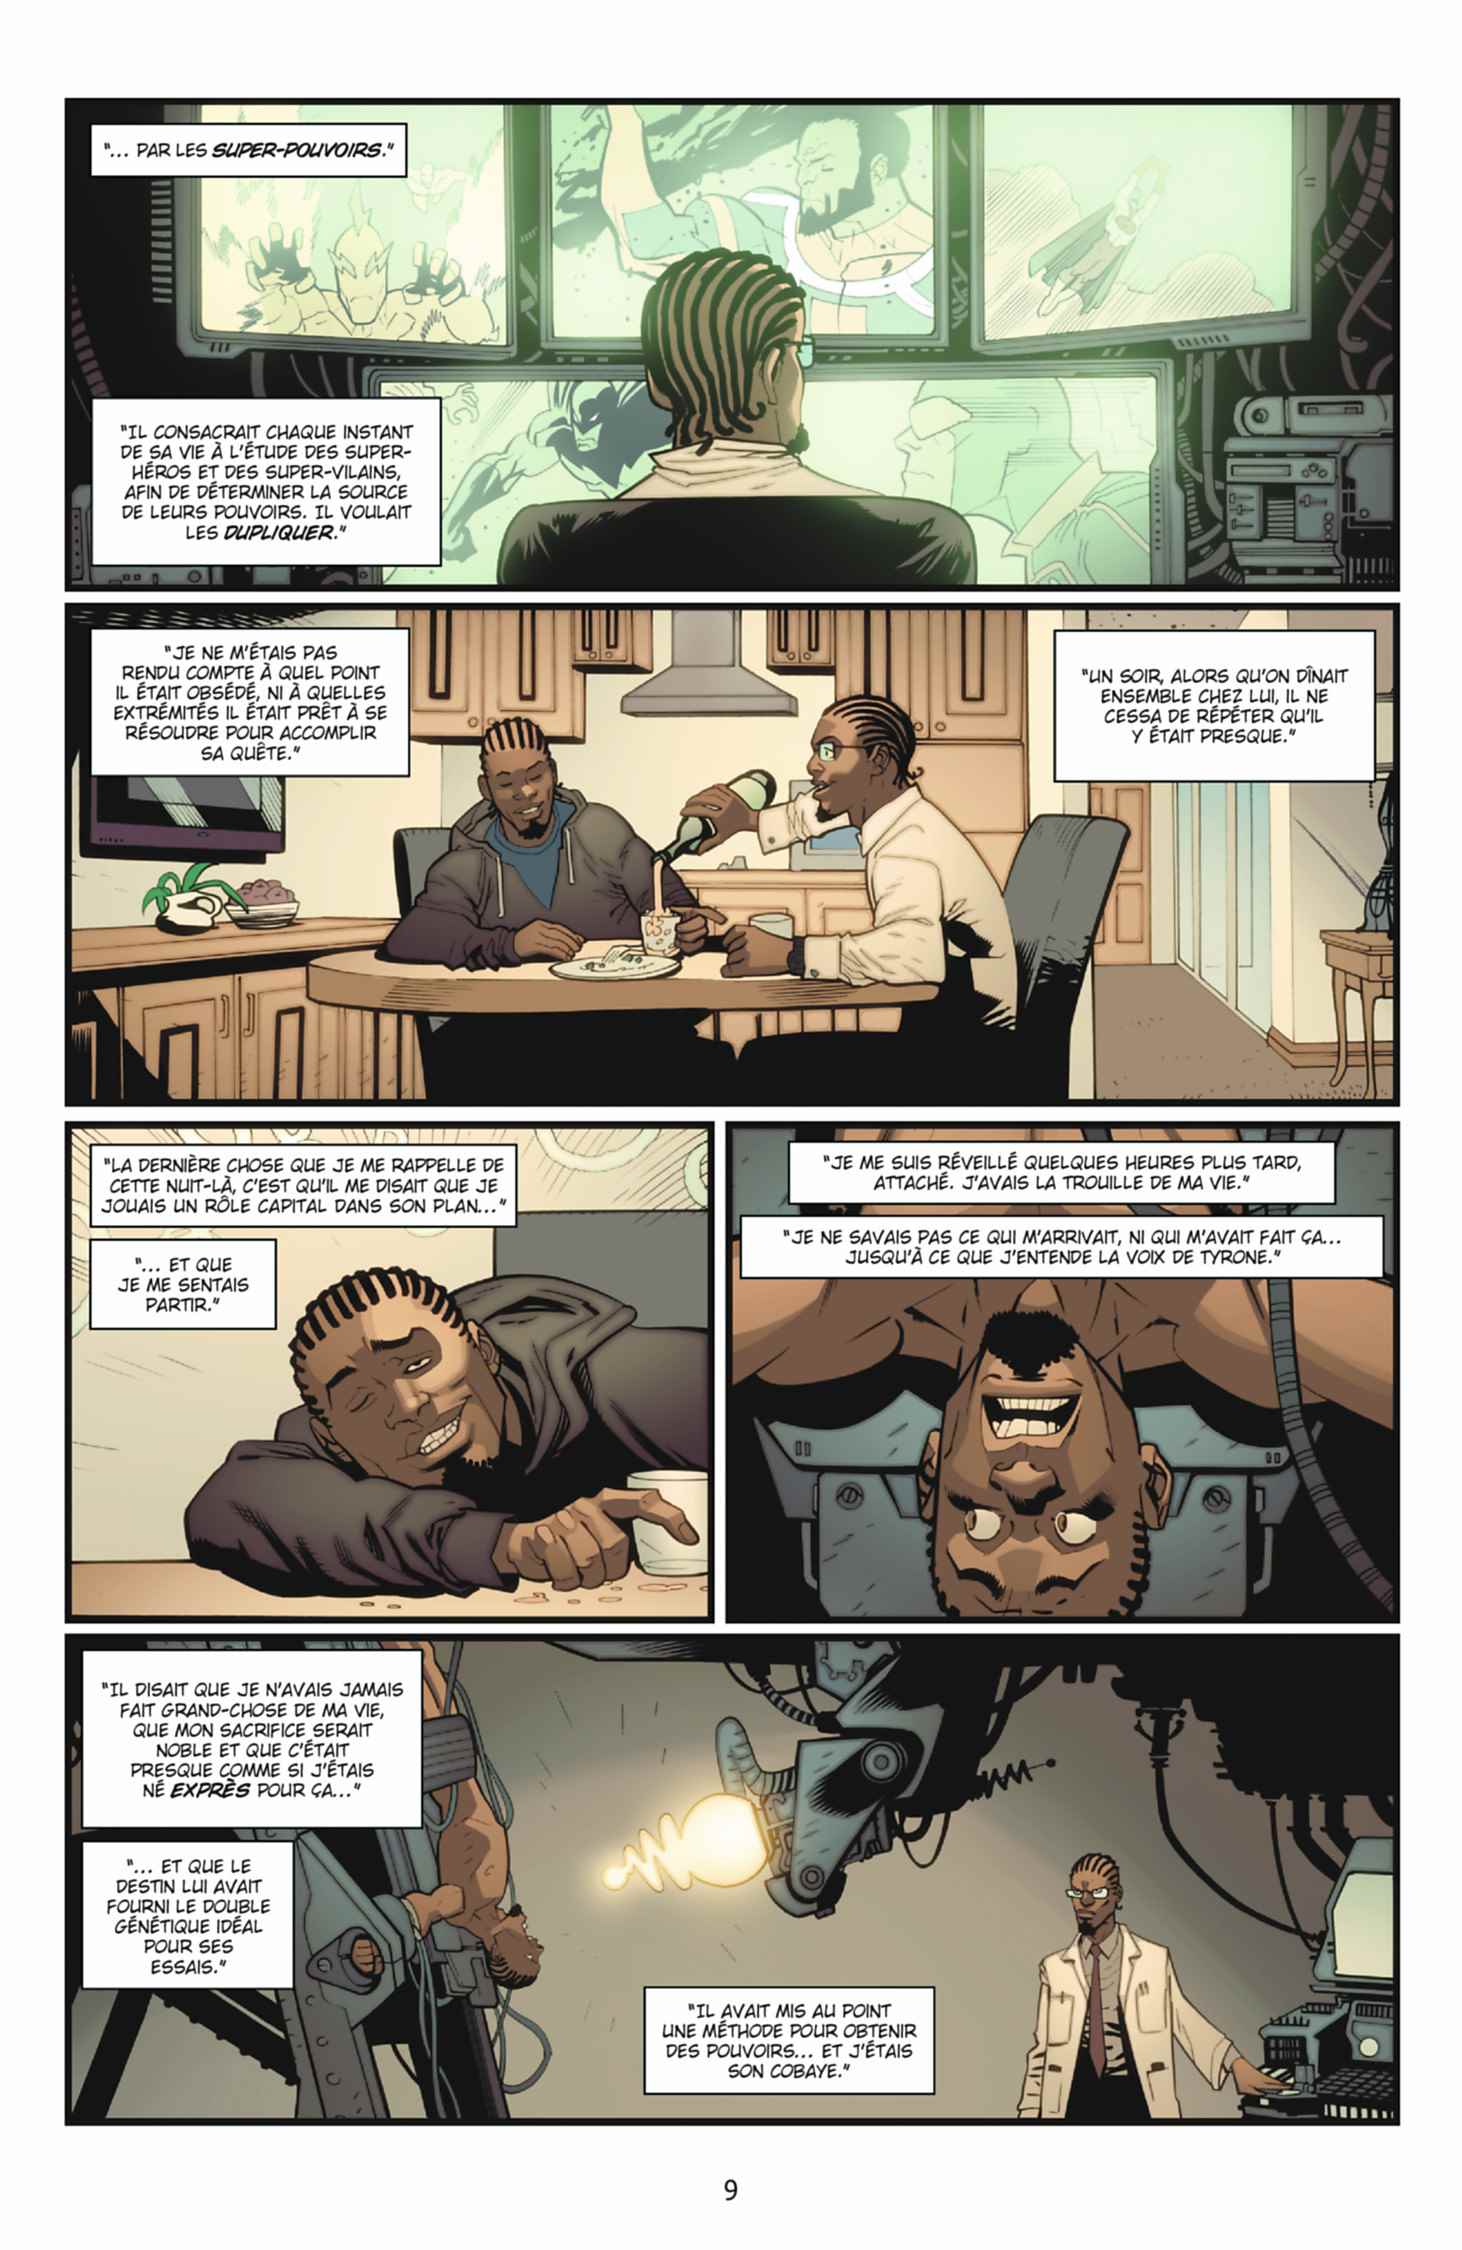 "... PAR LES SUPER-POUVOIRS."
"IL CONSACRAIT CHAQUE INSTANT
DE SA VIE À L'ÉTUDE DES SUPER-
HÉROS ET DES SUPER-VILAINS,
AFIN DE DÉTERMINER LA SOURCE
DE LEURS POUVOIRS. IL VOULAIT
LES DUPLIQUER."
"JE NE M'ÉTAIS PAS
RENDU COMPTE À QUEL POINT
IL ÉTAIT OBSÉDÉ, NI À QUELLES
EXTRÉMITÉS IL ÉTAIT PRÊT À SE
RÉSOUDRE POUR ACCOMPLIR
SA QUÊTE."
"UN SOIR, ALORS QU'ON DÎNAIT
ENSEMBLE CHEZ LUI, IL NE
CESSA DE RÉPÉTER QU'IL
Y ÉTAIT PRESQUE."
"LA DERNIÈRE CHOSE QUE JE ME RAPPELLE DE
CETTE NUIT-LÀ, C'EST QU'IL ME DISAIT QUE JE
JOUAIS UN RÔLE CAPITAL DANS SON PLAN..."
"... ET QUE
JE ME SENTAIS
PARTIR."
"JE ME SUIS RÉVEILLÉ QUELQUES HEURES PLUS TARD,
ATTACHÉ. J'AVAIS LA TROUILLE DE MA VIE."
"JE NE SAVAIS PAS CE QUI M'ARRIVAIT, NI QUI M'AVAIT FAIT ÇA...
JUSQU'À CE QUE J'ENTENDE LA VOIX DE TYRONE."
"IL DISAIT QUE JE N'AVAIS JAMAIS
FAIT GRAND-CHOSE DE MA VIE,
QUE MON SACRIFICE SERAIT
NOBLE ET QUE C'ÉTAIT
PRESQUE COMME SI J'ÉTAIS
NÉ EXPRÈS POUR ÇA..."
"... ET QUE LE
DESTIN LUI AVAIT
FOURNI LE DOUBLE
GÉNÉTIQUE IDÉAL
POUR SES
ESSAIS."
"IL AVAIT MIS AU POINT
UNE MÉTHODE POUR OBTENIR
DES POUVOIRS... ET J'ÉTAIS
SON COBAYE."
9